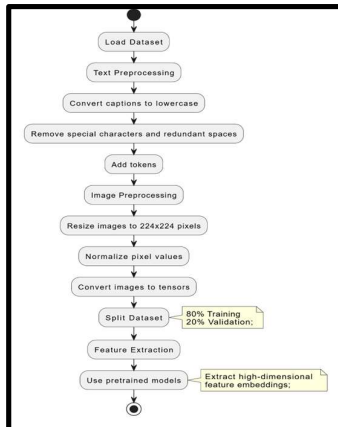 Load Dataset
Text Preprocessing
Convert captions to lowercase
Remove special characters and redundant spaces
Add tokens
Image Preprocessing
Resize images to 224x224 pixels
Normalize pixel values
Convert images to tensors
Split Dataset
80% Training
20% Validation;
Feature Extraction
Use pretrained models
Extract high-dimensional
feature embeddings;